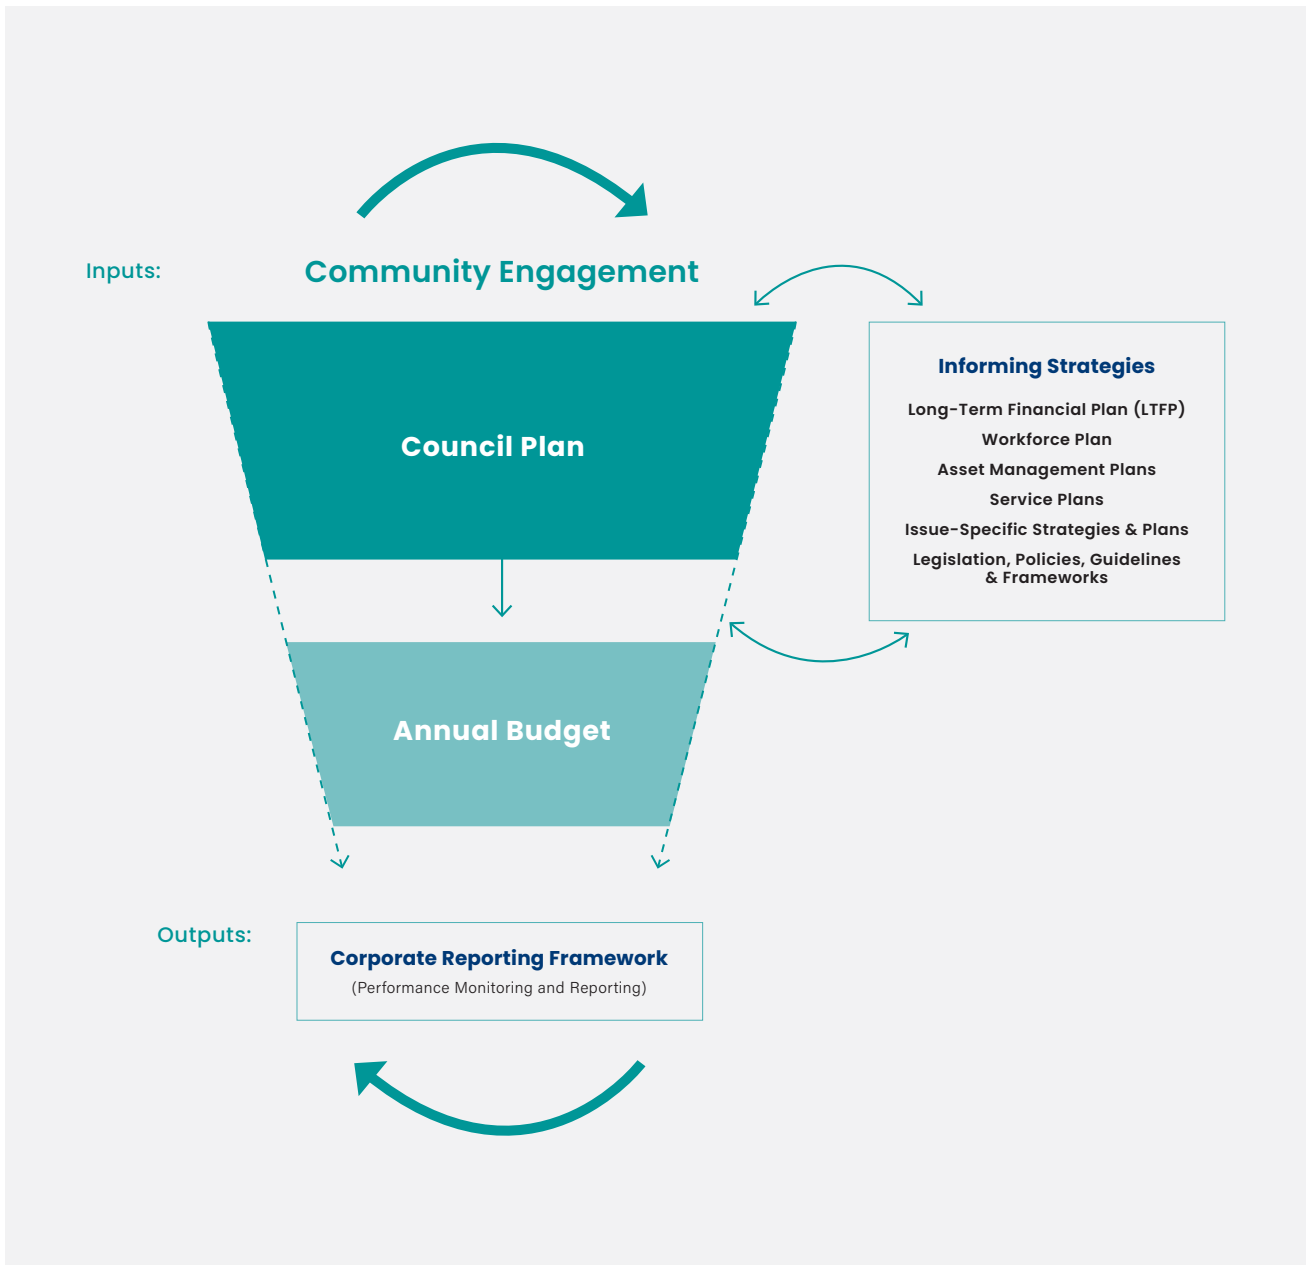 Inputs:
Community Engagement
Council Plan
Informing Strategies
Long-Term Financial Plan (LTFP)
Workforce Plan
Asset Management Plans
Service Plans
Issue-Specific Strategies & Plans
Legislation, Policies, Guidelines
& Frameworks
Annual Budget
Outputs:
Corporate Reporting Framework
(Performance Monitoring and Reporting)